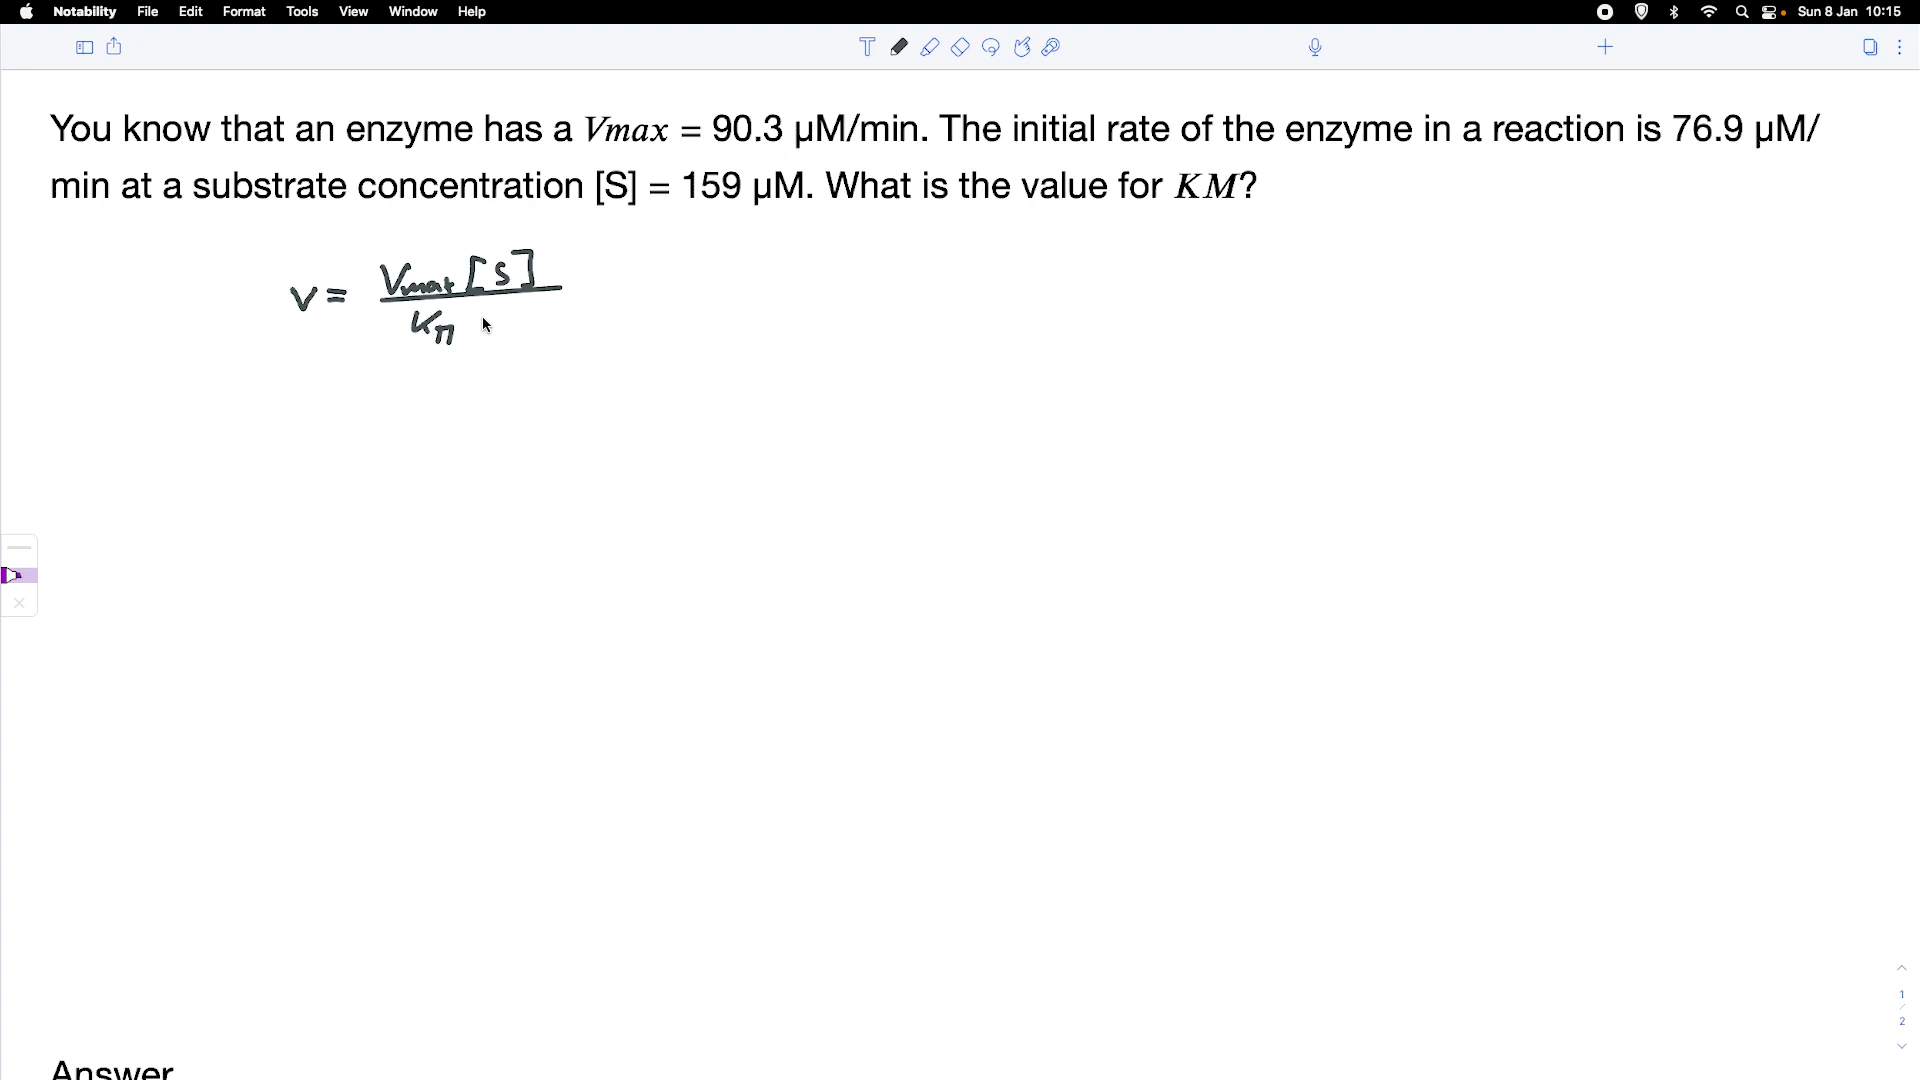 Notability File Edit Format Tools View Window Help Sun 8 Jan 10:15
You know that an enzyme has a Vmax = 90.3 µM/min. The initial rate of the enzyme in a reaction is 76.9 µM/
min at a substrate concentration [S] = 159 µM. What is the value for KM?
v = Vmax [S]
KM
1
/
2
Answer